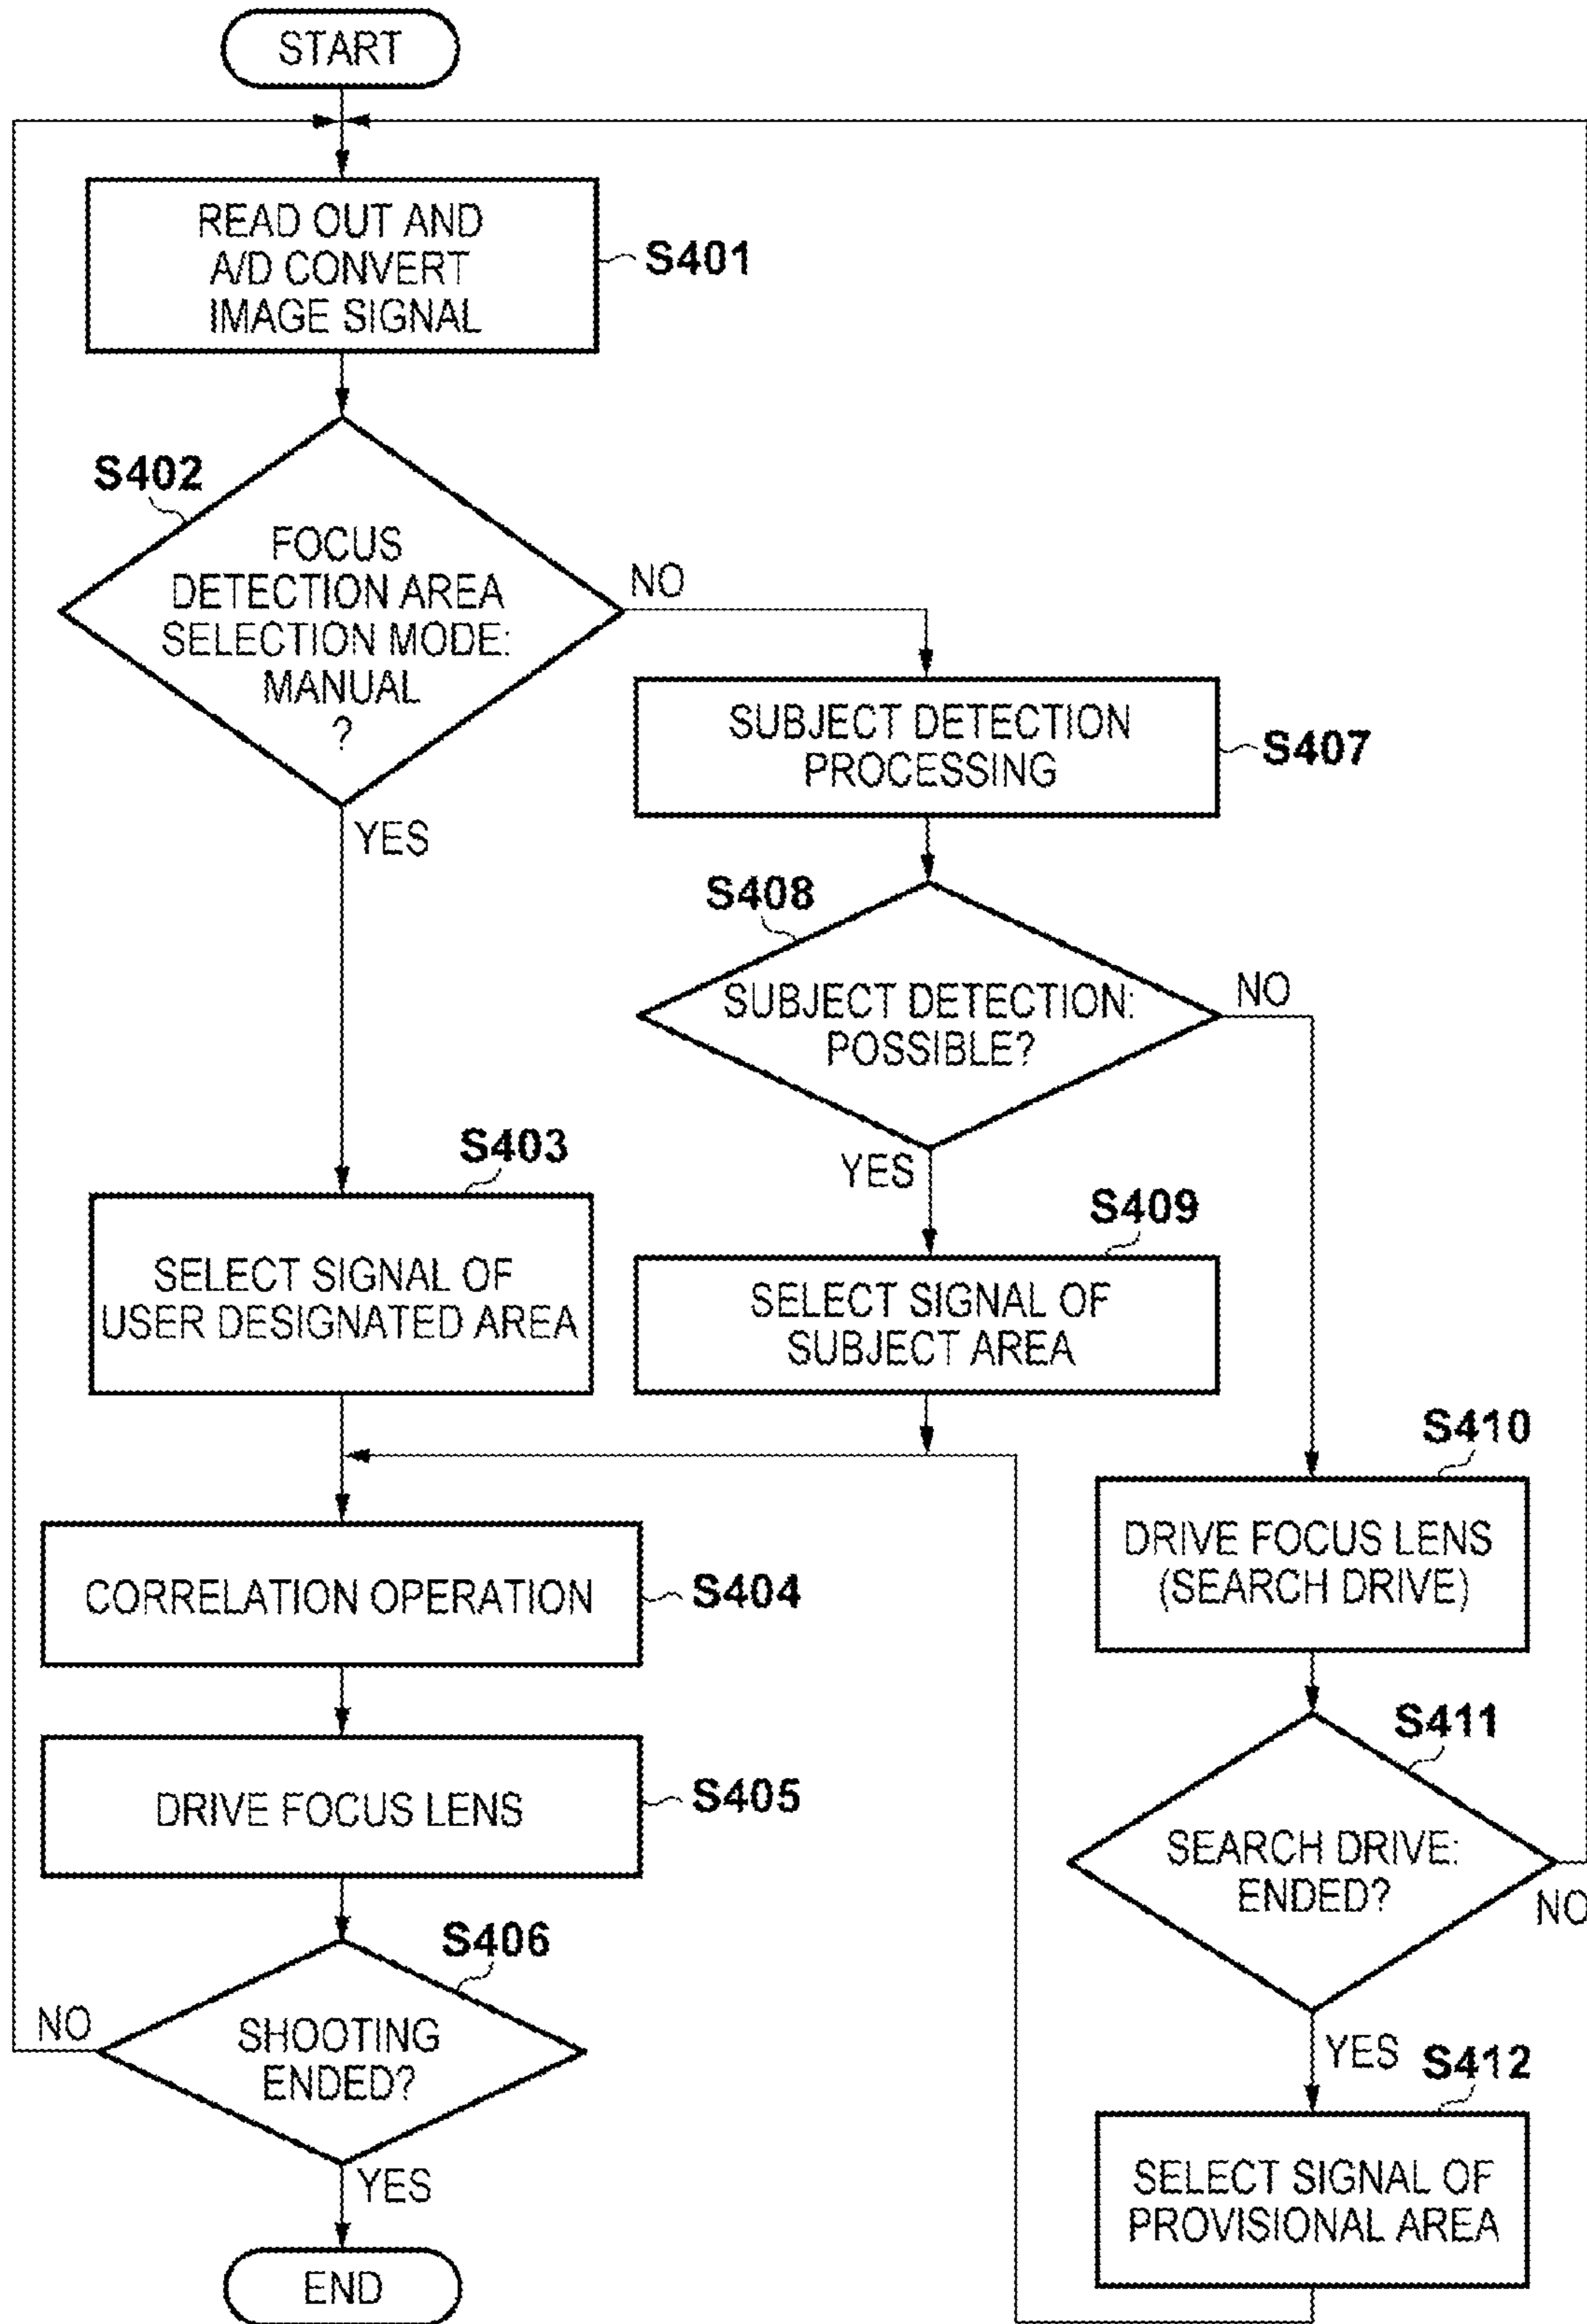 START
READ OUT AND
A/D CONVERT
IMAGE SIGNAL
S401
S402
FOCUS
DETECTION AREA
SELECTION MODE:
MANUAL
?
NO
YES
SUBJECT DETECTION
PROCESSING
S407
S408
SUBJECT DETECTION:
POSSIBLE?
NO
YES
S403
SELECT SIGNAL OF
USER DESIGNATED AREA
S409
SELECT SIGNAL OF
SUBJECT AREA
S410
DRIVE FOCUS LENS
(SEARCH DRIVE)
CORRELATION OPERATION
S404
DRIVE FOCUS LENS
S405
S411
SEARCH DRIVE:
ENDED?
NO
YES
S406
SHOOTING
ENDED?
NO
YES
S412
SELECT SIGNAL OF
PROVISIONAL AREA
END